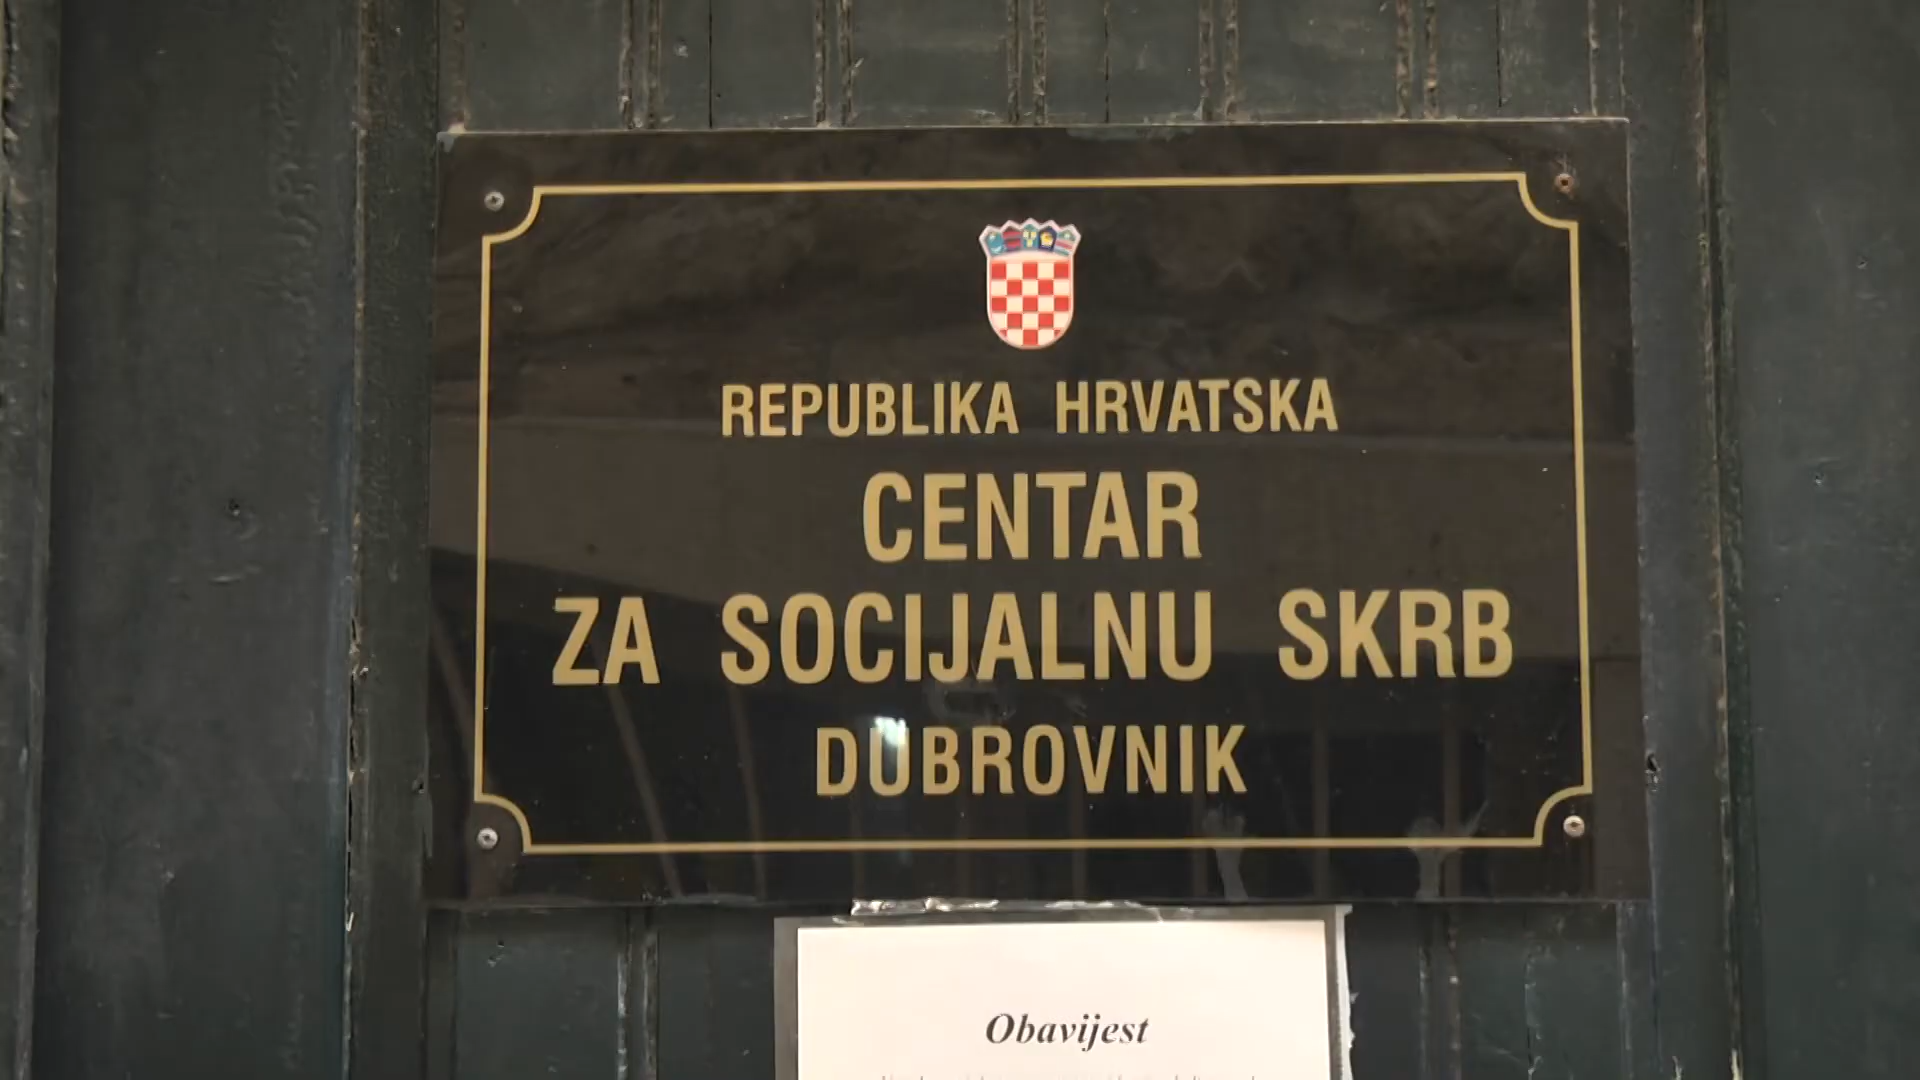 REPUBLIKA HRVATSKA
CENTAR
ZA SOCIJALNU SKRB
DUBROVNIK
Obavijest